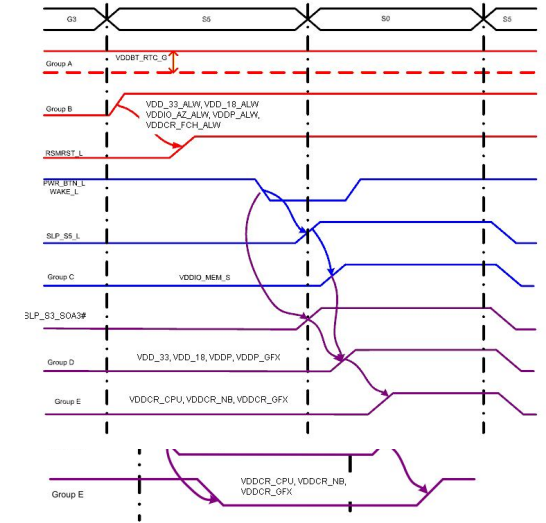 G3 S5 S0 S5
VDDBT_RTC_G
Group A
Group B
VDD_33_ALW, VDD_18_ALW
VDDIO_AZ_ALW, VDDP_ALW,
VDDCR_FCH_ALW
RSMRST_L
PWR_BTN_L
WAKE_L
SLP_S5_L
Group C VDDIO_MEM_S
SLP_S3_SOA3#
Group D VDD_33, VDD_18, VDDP, VDDP_GFX
Group E VDDCR_CPU, VDDCR_NB, VDDCR_GFX
Group E VDDCR_CPU, VDDCR_NB,
VDDCR_GFX